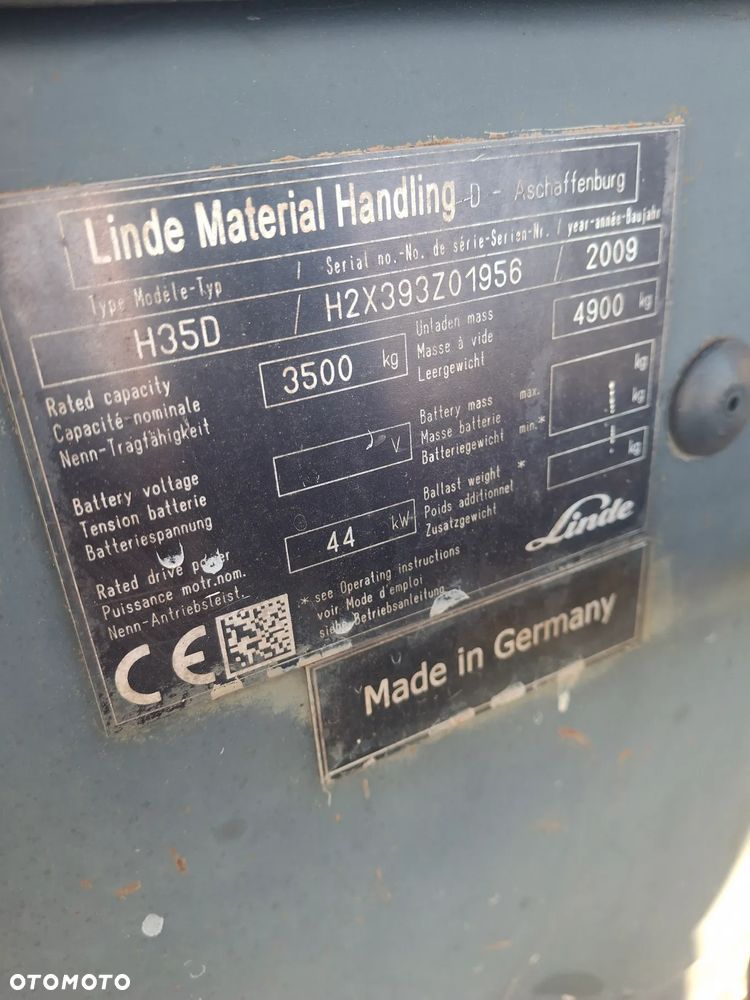 Linde Material Handling D - Aschaffenburg
Type Modéle-Typ / Serial no.-No. de série-Serien-Nr. / year-année-Baujahr
H35D / H2X393Z01956 / 2009
Rated capacity
Capacité nominale
Nenn-Tragfähigkeit
3500 kg
Unladen mass
Masse à vide
Leergewicht
4900 kg
Battery voltage
Tension batterie
Batteriespannung
V
Battery mass max. kg
Masse batterie kg
Batteriegewicht min.*
Rated drive power
Puissance motr.nom.
Nenn-Antriebsleist.
44 kW
Ballast weight * kg
Poids additionnel
Zusatzgewicht
* see Operating instructions
voir Mode d'emploi
siehe Betriebsanleitung
Linde
CE
Made in Germany
OTOMOTO